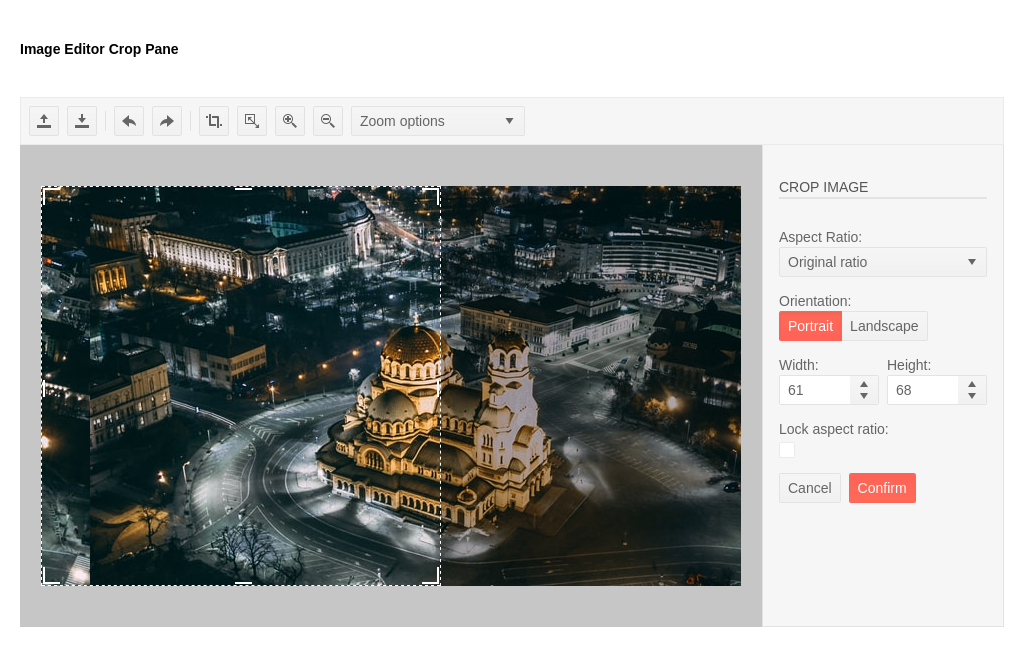 Image Editor Crop Pane
Zoom options
CROP IMAGE
Aspect Ratio:
Original ratio
Orientation:
Portrait Landscape
Width: Height:
61 68
Lock aspect ratio:
Cancel Confirm